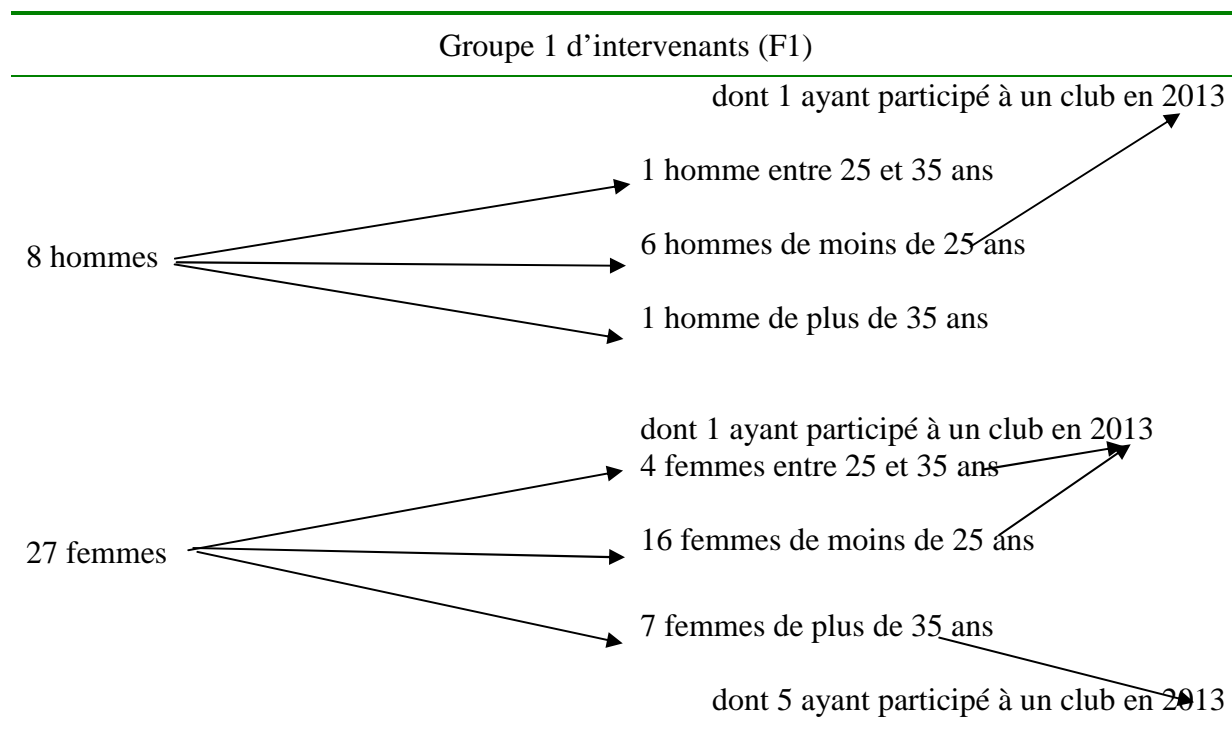 Groupe 1 d’intervenants (F1)
dont 1 ayant participé à un club en 2013
1 homme entre 25 et 35 ans
8 hommes
6 hommes de moins de 25 ans
1 homme de plus de 35 ans
dont 1 ayant participé à un club en 2013
4 femmes entre 25 et 35 ans
27 femmes
16 femmes de moins de 25 ans
7 femmes de plus de 35 ans
dont 5 ayant participé à un club en 2013